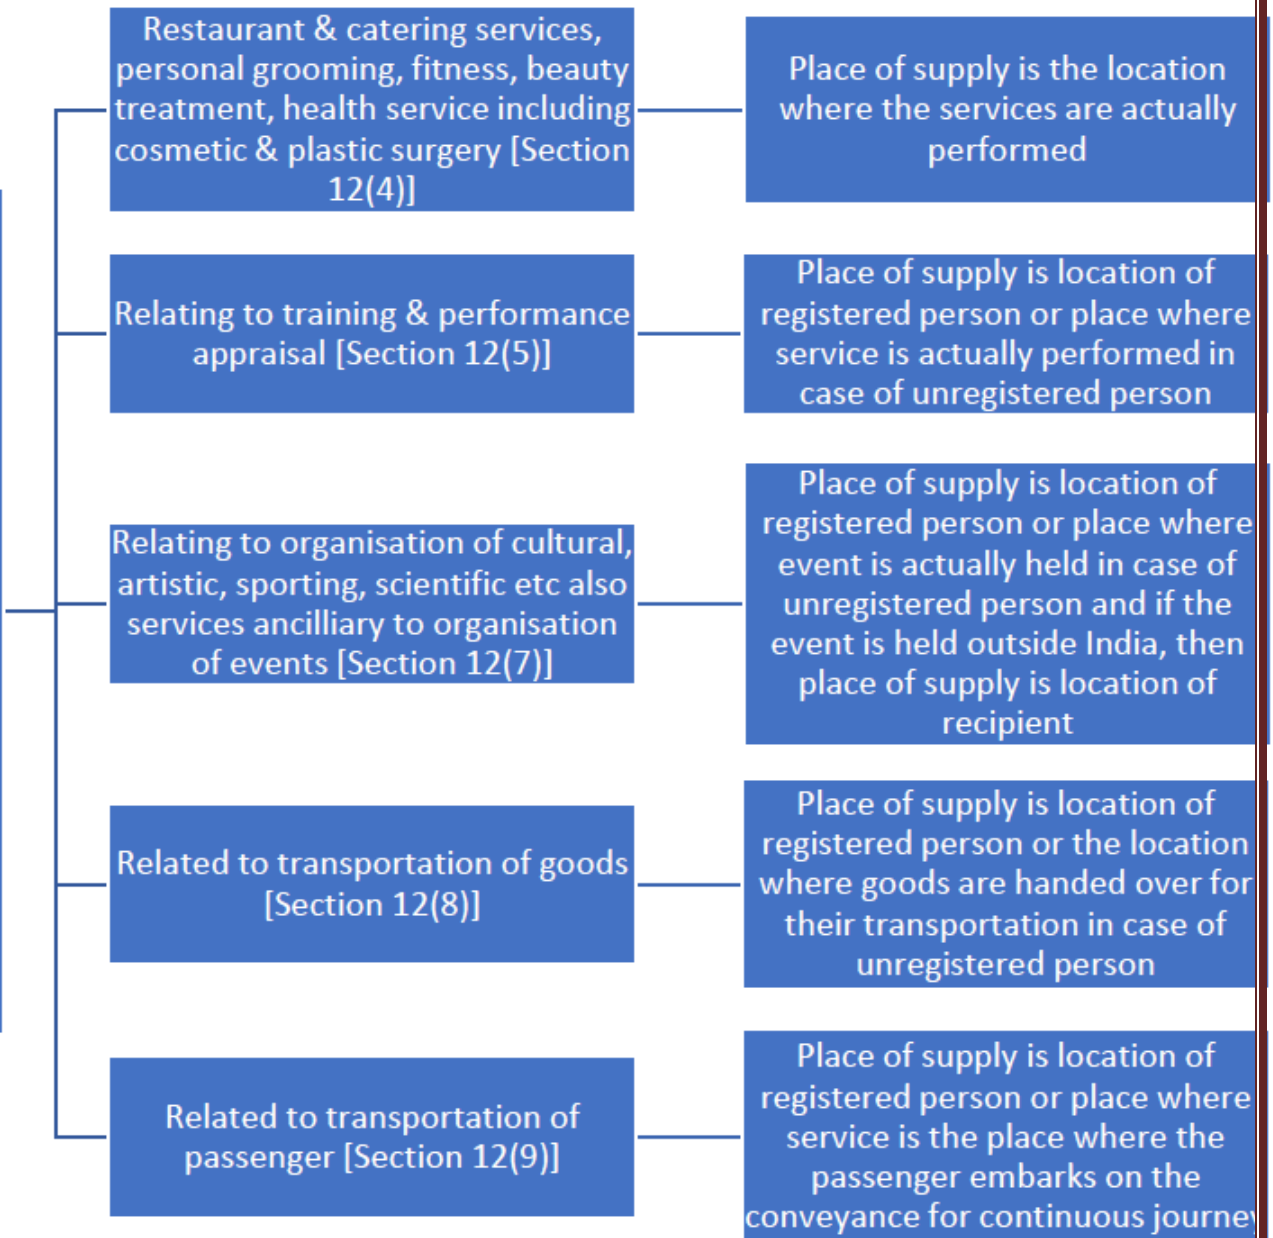 Restaurant & catering services,
personal grooming, fitness, beauty
treatment, health service including
cosmetic & plastic surgery [Section
12(4)]
Place of supply is the location
where the services are actually
performed
Relating to training & performance
appraisal [Section 12(5)]
Place of supply is location of
registered person or place where
service is actually performed in
case of unregistered person
Relating to organisation of cultural,
artistic, sporting, scientific etc also
services ancilliary to organisation
of events [Section 12(7)]
Place of supply is location of
registered person or place where
event is actually held in case of
unregistered person and if the
event is held outside India, then
place of supply is location of
recipient
Related to transportation of goods
[Section 12(8)]
Place of supply is location of
registered person or the location
where goods are handed over for
their transportation in case of
unregistered person
Related to transportation of
passenger [Section 12(9)]
Place of supply is location of
registered person or place where
service is the place where the
passenger embarks on the
conveyance for continuous journey